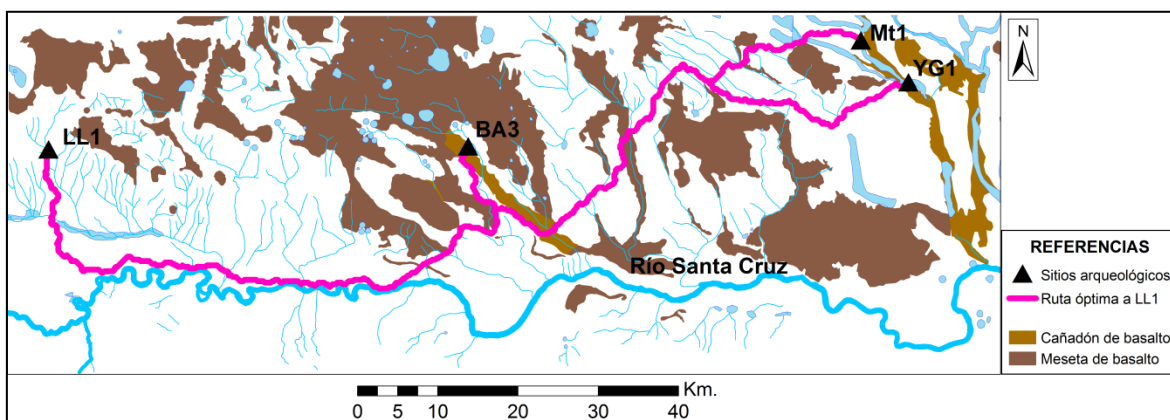 Mt1
YG1
LL1
BA3
Río Santa Cruz
N
REFERENCIAS
Sitios arqueológicos
Ruta óptima a LL1
Cañadón de basalto
Meseta de basalto
Km.
0 5 10 20 30 40